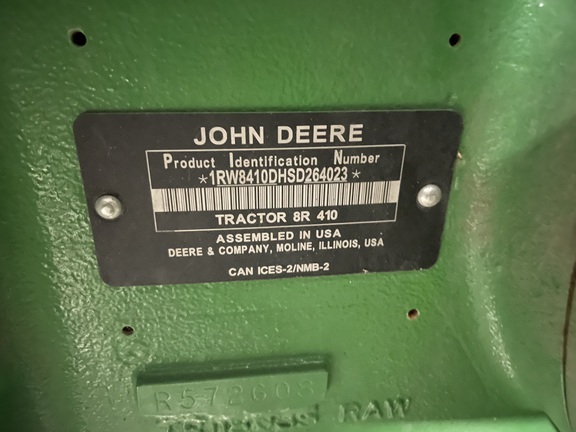 JOHN DEERE
Product Identification Number
*1RW8410DHSD264023*
TRACTOR 8R 410
ASSEMBLED IN USA
DEERE & COMPANY, MOLINE, ILLINOIS, USA
CAN ICES-2/NMB-2
R572608
RAW